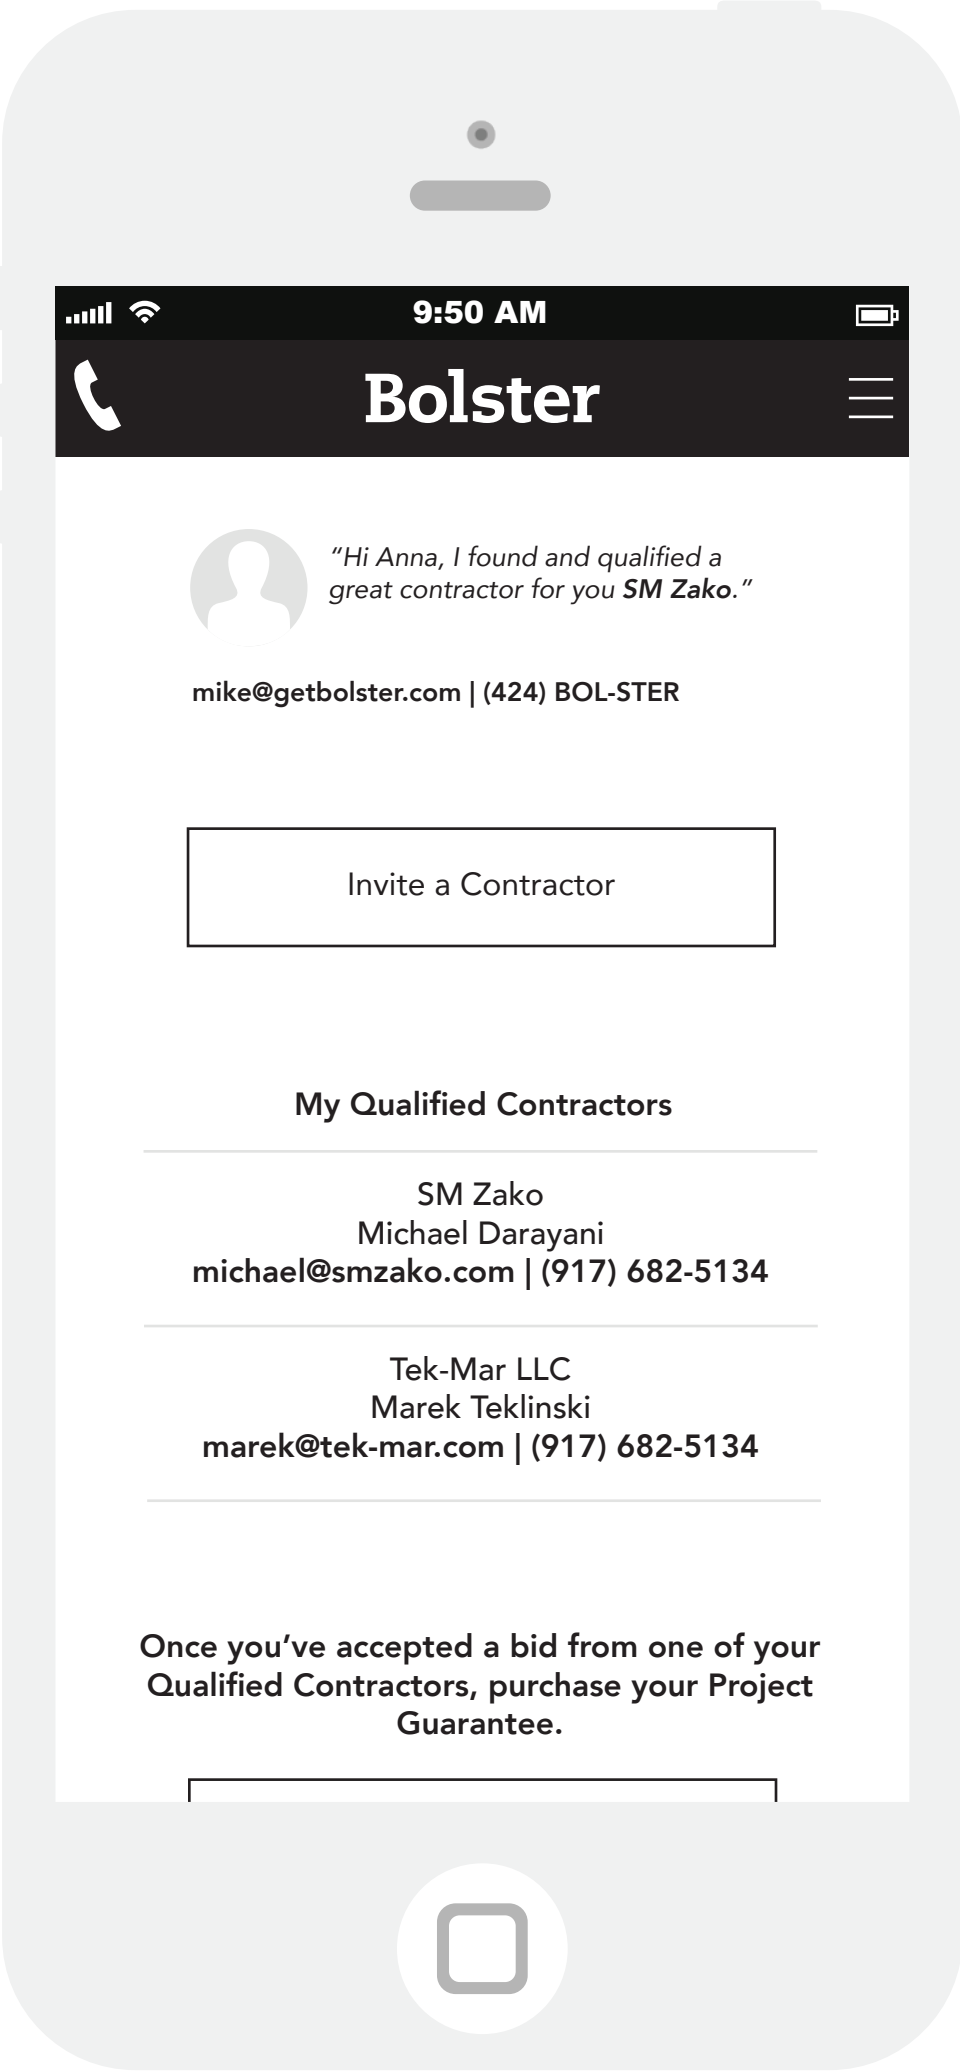 9:50 AM
Bolster
“Hi Anna, I found and qualified a
great contractor for you SM Zako.”
mike@getbolster.com | (424) BOL-STER
Invite a Contractor
My Qualified Contractors
SM Zako
Michael Darayani
michael@smzako.com | (917) 682-5134
Tek-Mar LLC
Marek Teklinski
marek@tek-mar.com | (917) 682-5134
Once you’ve accepted a bid from one of your
Qualified Contractors, purchase your Project
Guarantee.